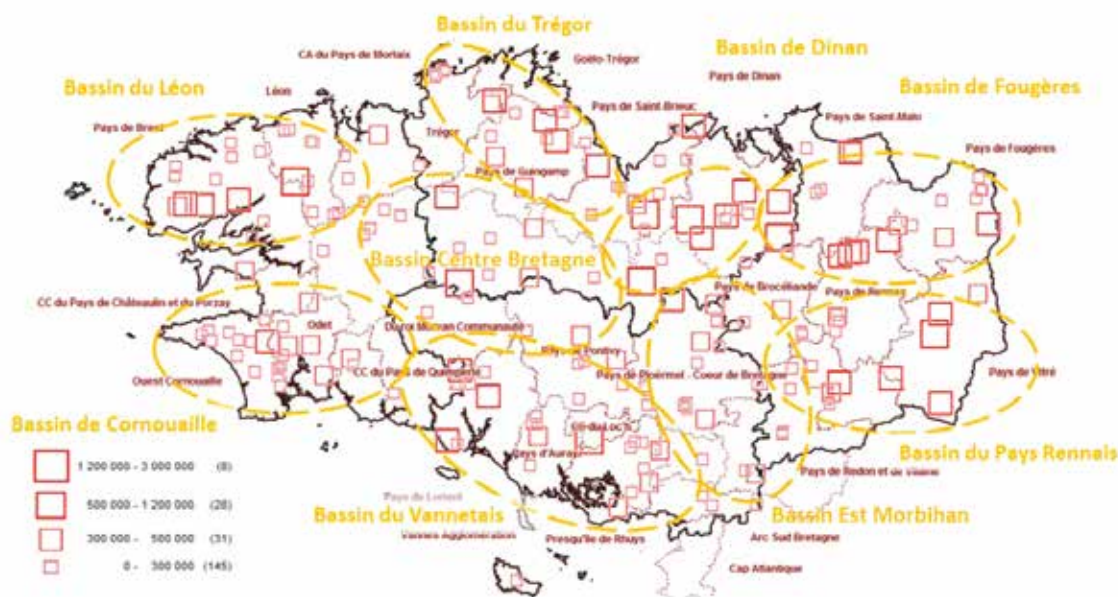 Bassin du Trégor
CA du Pays de Morlaix
Goëlo-Trégor
Bassin de Dinan
Pays de Dinan
Bassin de Fougères
Bassin du Léon
Léon
Pays de Brest
Pays de Saint-Brieuc
Pays de Saint-Malo
Trégor
Pays de Fougères
Pays de Guingamp
Bassin Centre Bretagne
CC du Pays de Châteaulin et du Porzay
Pays de Brocéliande
Pays de Rennes
Odet
Communauté
Ouest Cornouaille
CC du Pays de
Pays de Ploërmel - Coeur de Bretagne
Pays de Vitré
Bassin de Cornouaille
1 200 000 - 3 000 000 (8)
500 000 - 1 200 000 (28)
300 000 - 500 000 (31)
0 - 300 000 (145)
Pays d'Auray
Bassin du Pays Rennais
Pays de Redon et de Vilaine
Pays de Lorient
Bassin du Vannetais
Bassin Est Morbihan
Vannes Agglomération
Presqu'île de Rhuys
Arc Sud Bretagne
Cap Atlantique